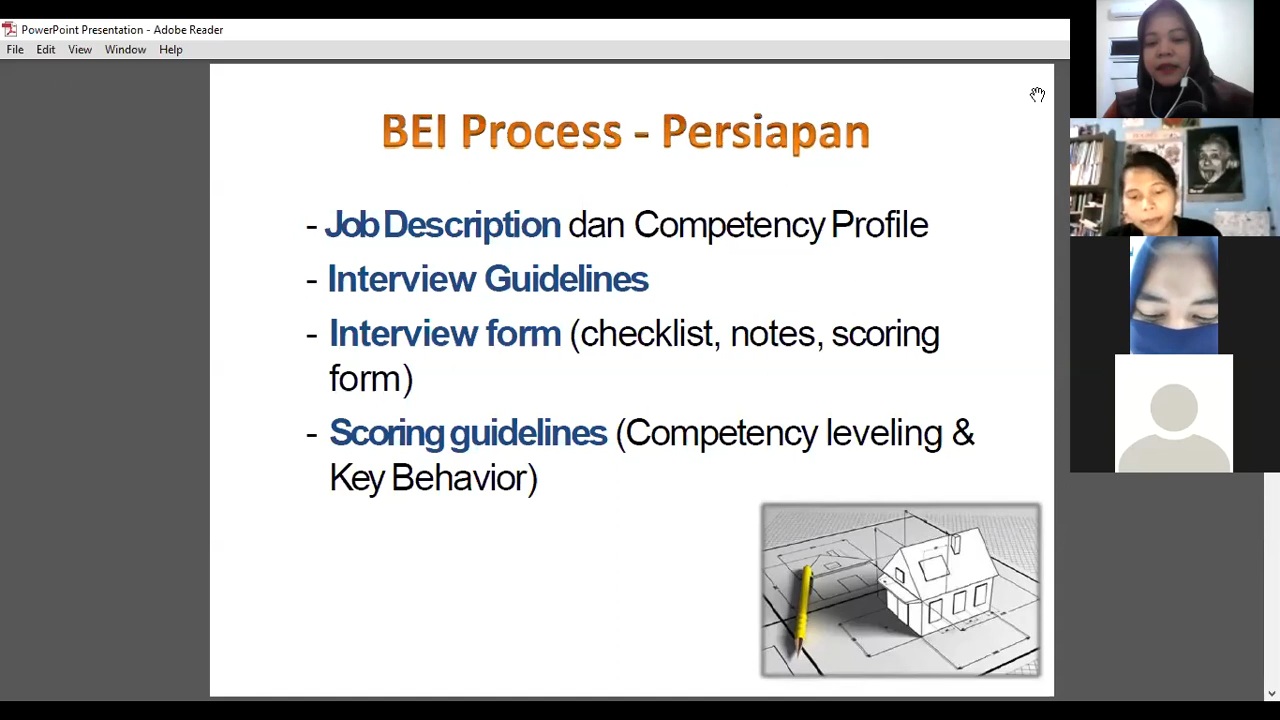 PowerPoint Presentation - Adobe Reader
File Edit View Window Help
BEI Process - Persiapan
- Job Description dan Competency Profile
- Interview Guidelines
- Interview form (checklist, notes, scoring
form)
- Scoring guidelines (Competency leveling &
Key Behavior)